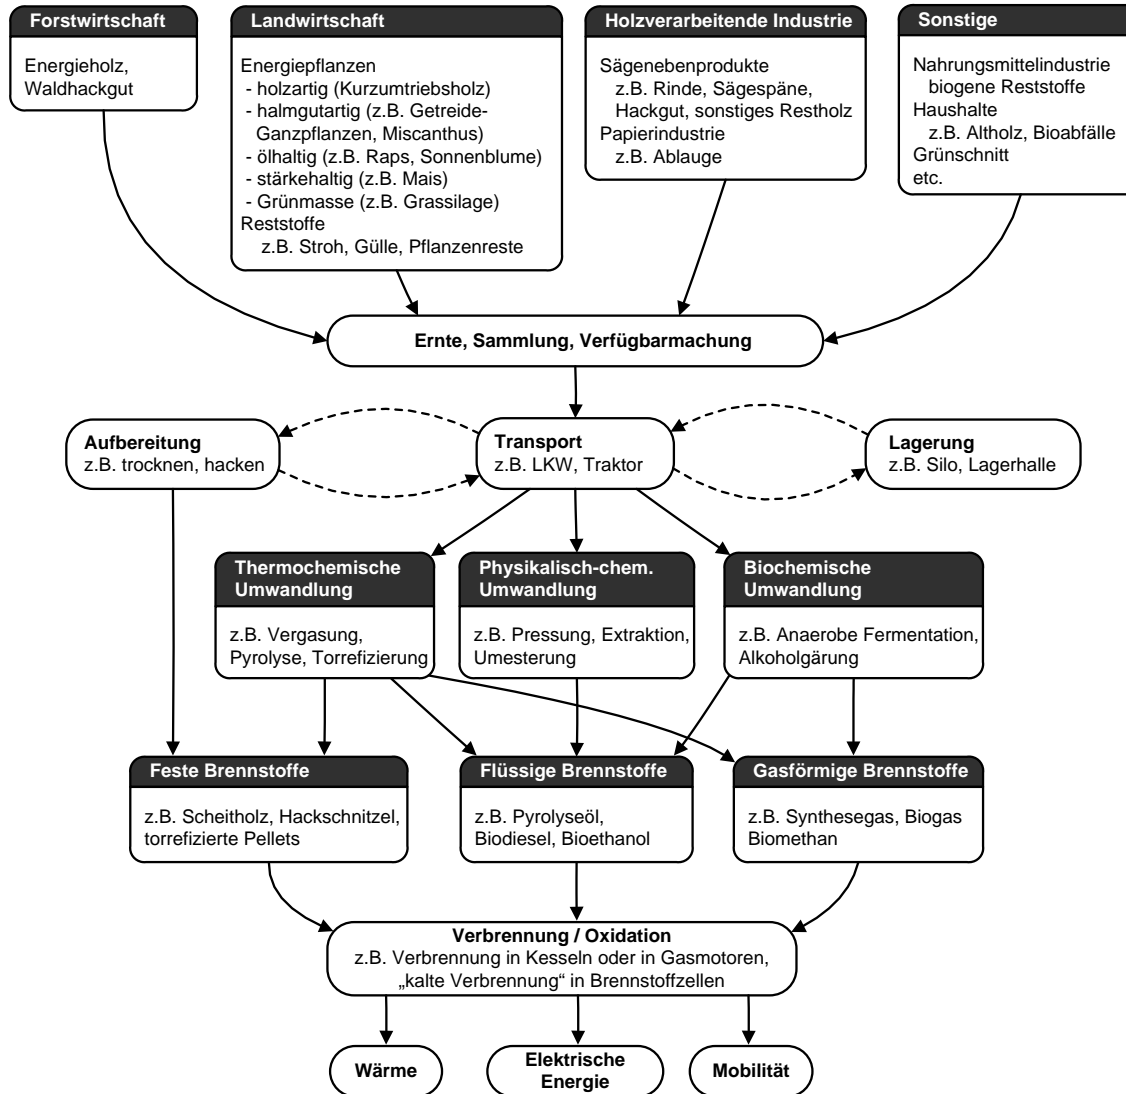 Forstwirtschaft
Energieholz,
Waldhackgut
Landwirtschaft
Energiepflanzen
- holzartig (Kurzumtriebsholz)
- halmgutartig (z.B. Getreide-
Ganzpflanzen, Miscanthus)
- ölhaltig (z.B. Raps, Sonnenblume)
- stärkehaltig (z.B. Mais)
- Grünmasse (z.B. Grassilage)
Reststoffe
z.B. Stroh, Gülle, Pflanzenreste
Holzverarbeitende Industrie
Sägenebenprodukte
z.B. Rinde, Sägespäne,
Hackgut, sonstiges Restholz
Papierindustrie
z.B. Ablauge
Sonstige
Nahrungsmittelindustrie
biogene Reststoffe
Haushalte
z.B. Altholz, Bioabfälle
Grünschnitt
etc.
Ernte, Sammlung, Verfügbarmachung
Aufbereitung
z.B. trocknen, hacken
Transport
z.B. LKW, Traktor
Lagerung
z.B. Silo, Lagerhalle
Thermochemische
Umwandlung
z.B. Vergasung,
Pyrolyse, Torrefizierung
Physikalisch-chem.
Umwandlung
z.B. Pressung, Extraktion,
Umesterung
Biochemische
Umwandlung
z.B. Anaerobe Fermentation,
Alkoholgärung
Feste Brennstoffe
z.B. Scheitholz, Hackschnitzel,
torrefizierte Pellets
Flüssige Brennstoffe
z.B. Pyrolyseöl,
Biodiesel, Bioethanol
Gasförmige Brennstoffe
z.B. Synthesegas, Biogas
Biomethan
Verbrennung / Oxidation
z.B. Verbrennung in Kesseln oder in Gasmotoren,
„kalte Verbrennung“ in Brennstoffzellen
Wärme
Elektrische
Energie
Mobilität